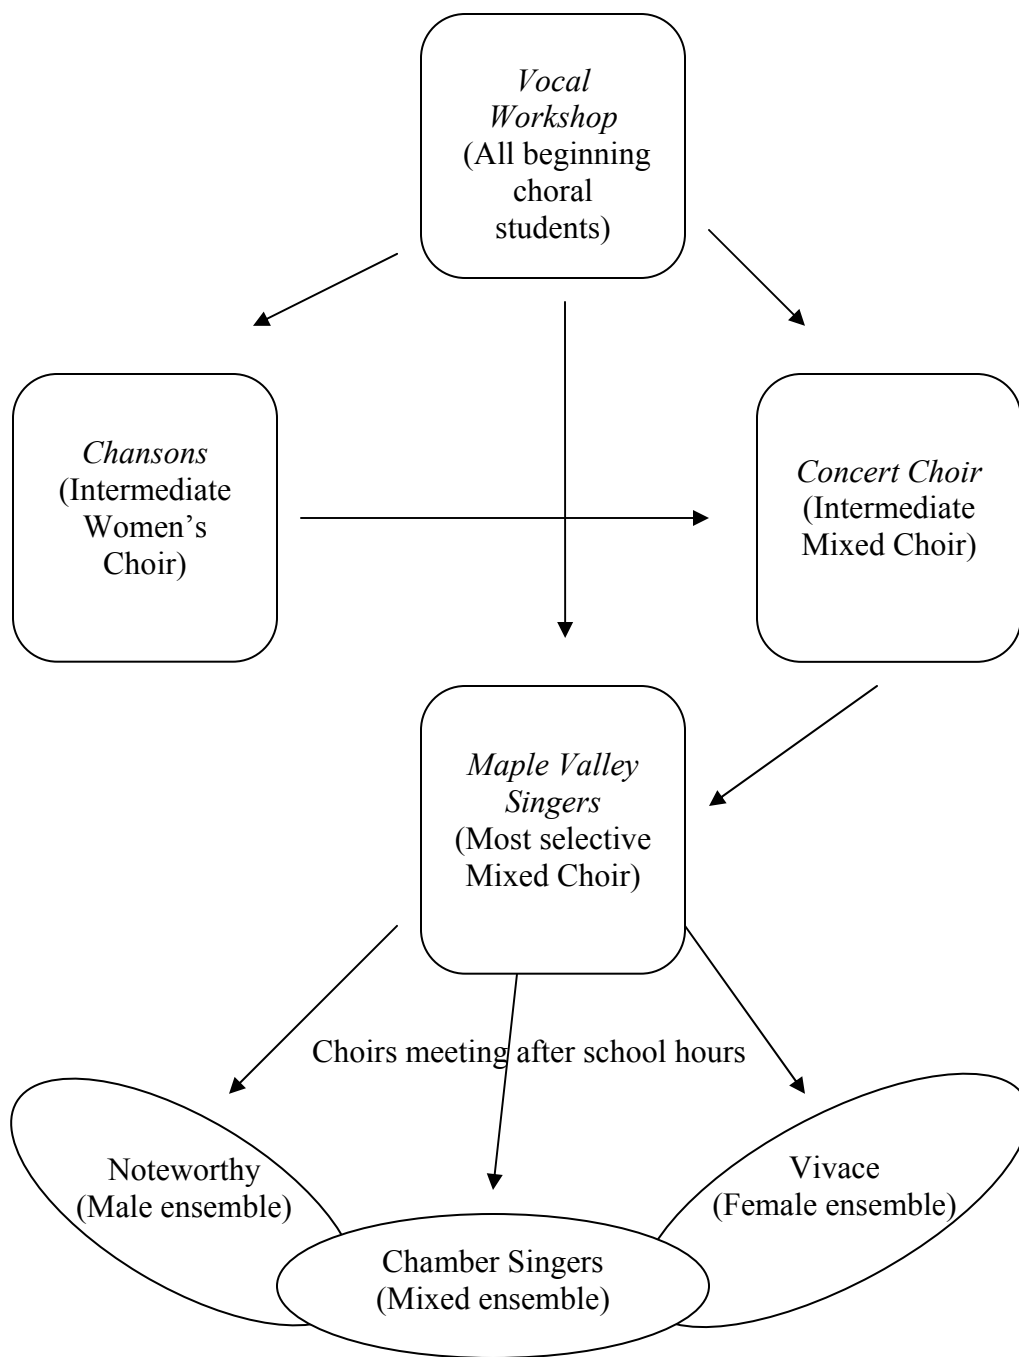 Vocal
Workshop
(All beginning
choral
students)
Chansons
(Intermediate
Women’s
Choir)
Concert Choir
(Intermediate
Mixed Choir)
Maple Valley
Singers
(Most selective
Mixed Choir)
Choirs meeting after school hours
Noteworthy
(Male ensemble)
Vivace
(Female ensemble)
Chamber Singers
(Mixed ensemble)